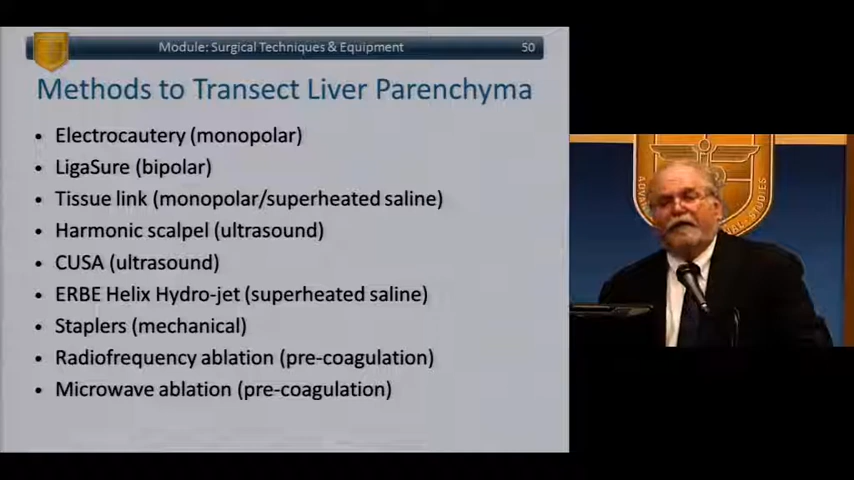 Module: Surgical Techniques & Equipment 50
Methods to Transect Liver Parenchyma
• Electrocautery (monopolar)
• LigaSure (bipolar)
• Tissue link (monopolar/superheated saline)
• Harmonic scalpel (ultrasound)
• CUSA (ultrasound)
• ERBE Helix Hydro-jet (superheated saline)
• Staplers (mechanical)
• Radiofrequency ablation (pre-coagulation)
• Microwave ablation (pre-coagulation)